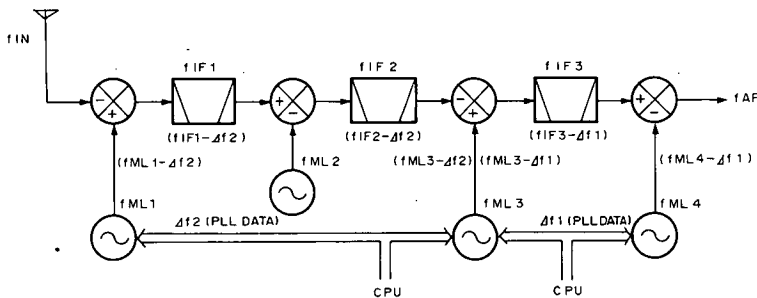 fIN
fIF1
fIF2
fIF3
- +
+ -
- +
+ -
fAF
(fIF1-Δf2)
(fIF2-Δf2)
(fIF3-Δf1)
(fML1-Δf2)
fML2
(fML3-Δf2) (fML3-Δf1)
(fML4-Δf1)
fML1
Δf2 (PLL DATA)
fML3
Δf1 (PLL DATA)
fML4
CPU
CPU